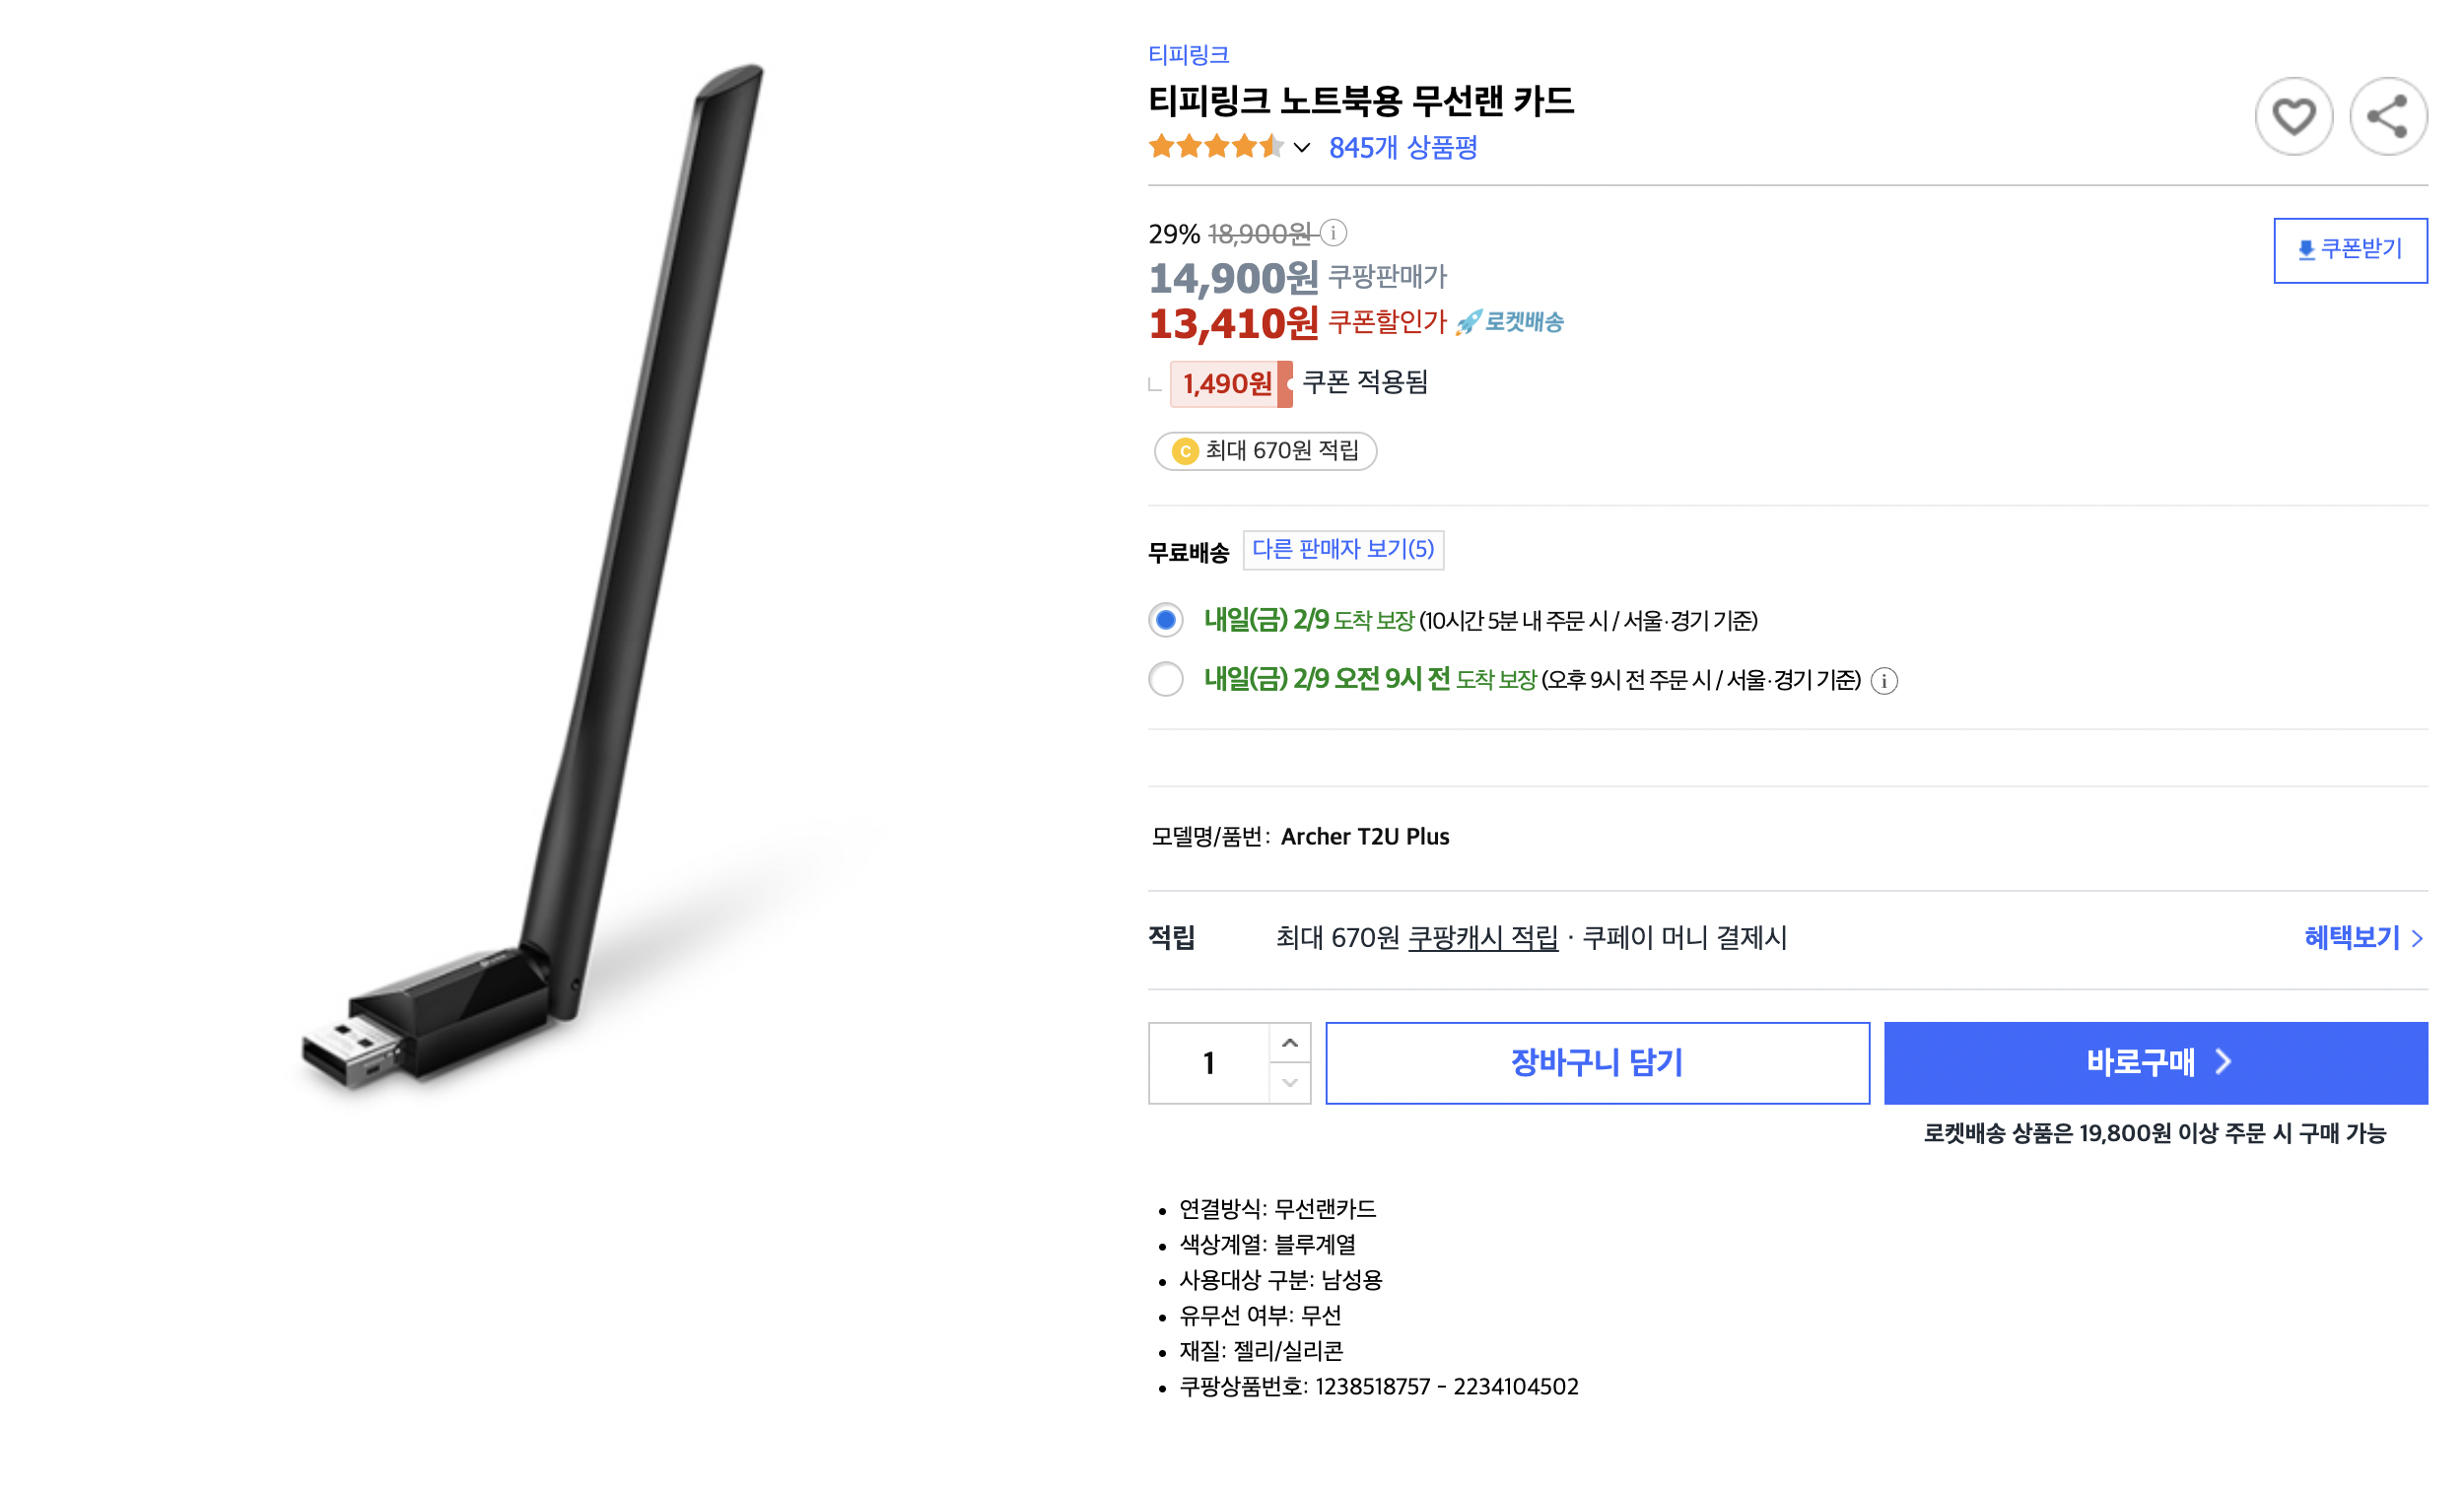 티피링크
티피링크 노트북용 무선랜 카드
845개 상품평
29% 18,900원
쿠폰받기
14,900원 쿠팡판매가
13,410원 쿠폰할인가 로켓배송
1,490원 쿠폰 적용됨
C 최대 670원 적립
무료배송 다른 판매자 보기(5)
내일(금) 2/9 도착 보장 (10시간 5분 내 주문 시 / 서울·경기 기준)
내일(금) 2/9 오전 9시 전 도착 보장 (오후 9시 전 주문 시 / 서울·경기 기준)
모델명/품번: Archer T2U Plus
적립 최대 670원 쿠팡캐시 적립 · 쿠페이 머니 결제시 혜택보기
1 장바구니 담기 바로구매
로켓배송 상품은 19,800원 이상 주문 시 구매 가능
• 연결방식: 무선랜카드
• 색상계열: 블루계열
• 사용대상 구분: 남성용
• 유무선 여부: 무선
• 재질: 젤리/실리콘
• 쿠팡상품번호: 1238518757 - 2234104502